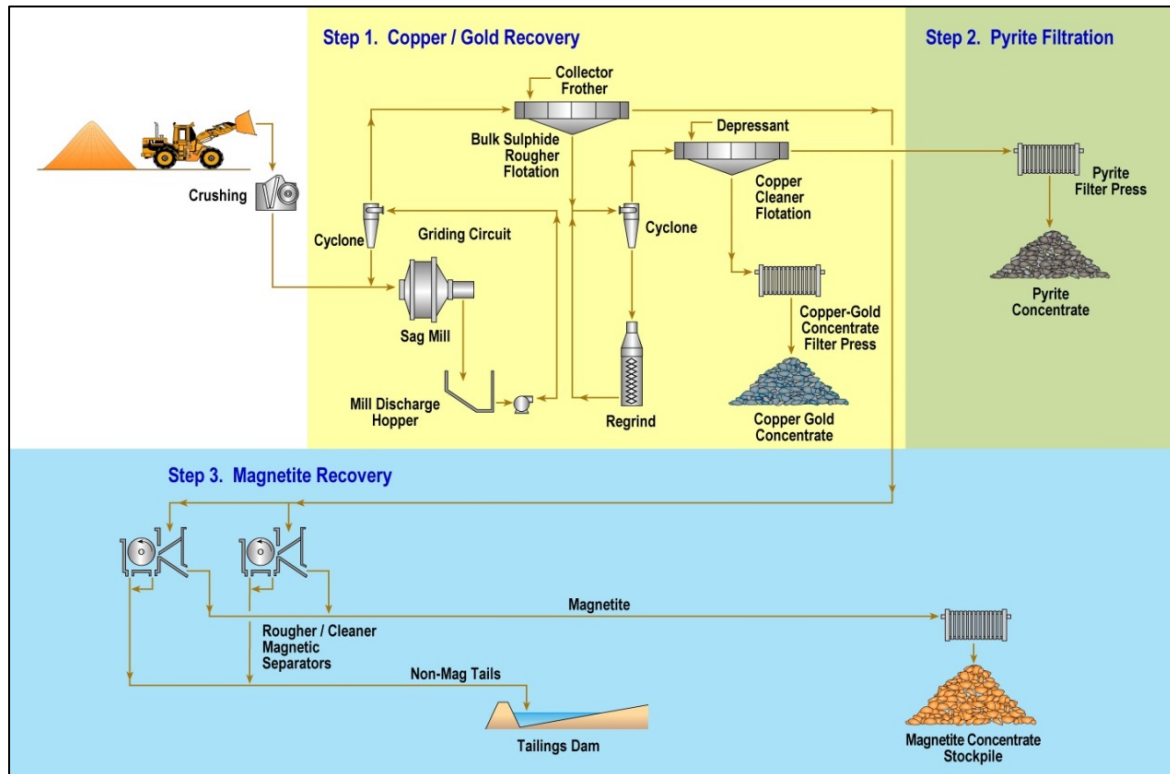 Step 1. Copper / Gold Recovery
Step 2. Pyrite Filtration
Collector
Frother
Depressant
Bulk Sulphide
Rougher
Flotation
Pyrite
Filter Press
Crushing
Copper
Cleaner
Flotation
Cyclone
Griding Circuit
Cyclone
Pyrite
Concentrate
Sag Mill
Copper-Gold
Concentrate
Filter Press
Mill Discharge
Hopper
Regrind
Copper Gold
Concentrate
Step 3. Magnetite Recovery
Magnetite
Rougher / Cleaner
Magnetic
Separators
Non-Mag Tails
Tailings Dam
Magnetite Concentrate
Stockpile